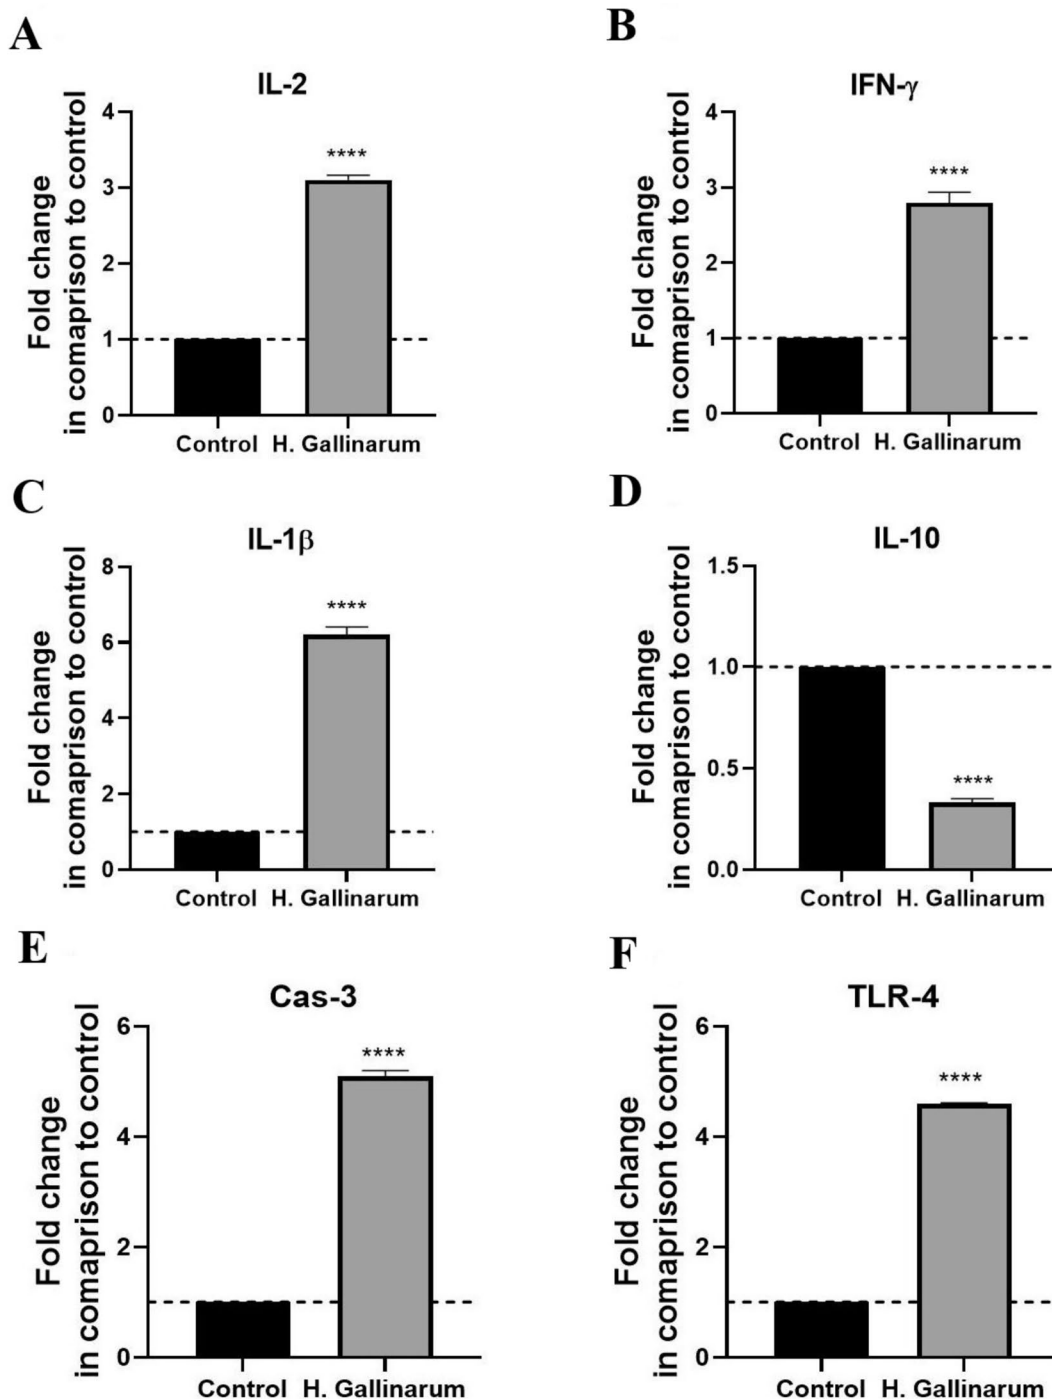 A
IL-2
Fold change
in comaprison to control
4
3
2
1
0
****
Control H. Gallinarum
B
IFN-γ
Fold change
in comaprison to control
4
3
2
1
0
****
Control H. Gallinarum
C
IL-1β
Fold change
in comaprison to control
8
6
4
2
0
****
Control H. Gallinarum
D
IL-10
Fold change
in comaprison to control
1.5
1.0
0.5
0.0
****
Control H. Gallinarum
E
Cas-3
Fold change
in comaprison to control
6
4
2
0
****
Control H. Gallinarum
F
TLR-4
Fold change
in comaprison to control
6
4
2
0
****
Control H. Gallinarum